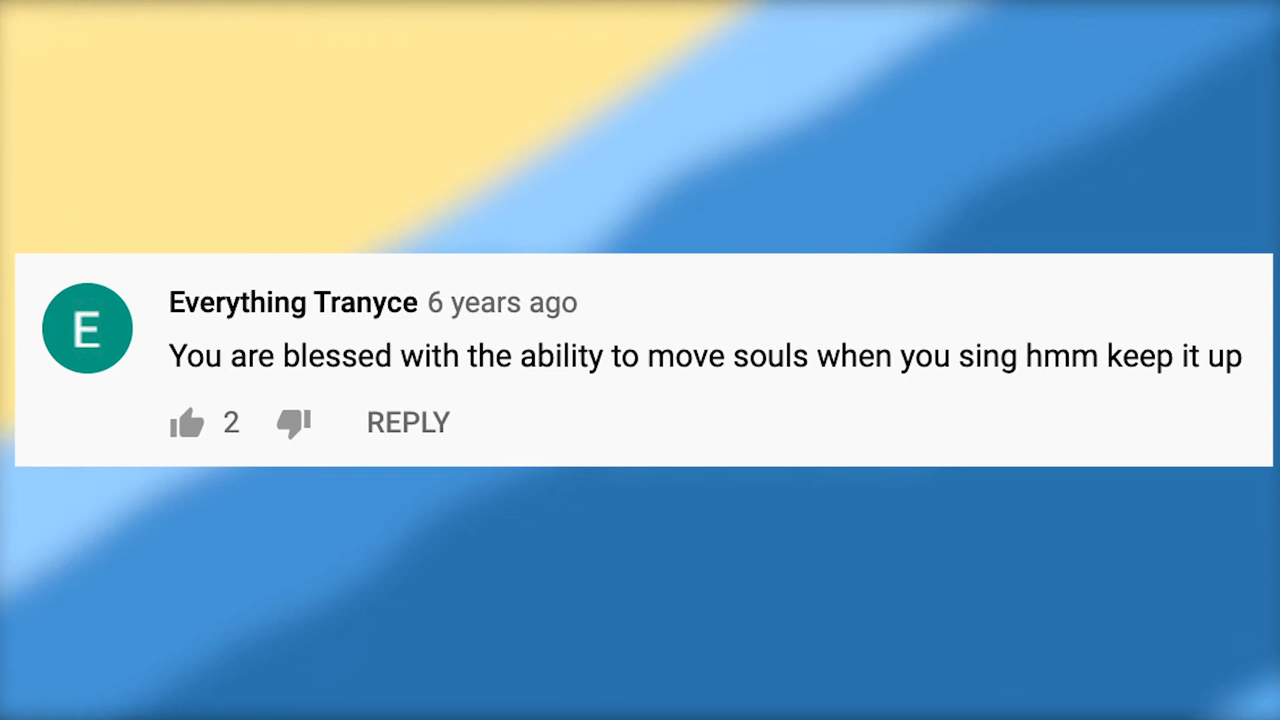 E
Everything Tranyce 6 years ago
You are blessed with the ability to move souls when you sing hmm keep it up
2 REPLY